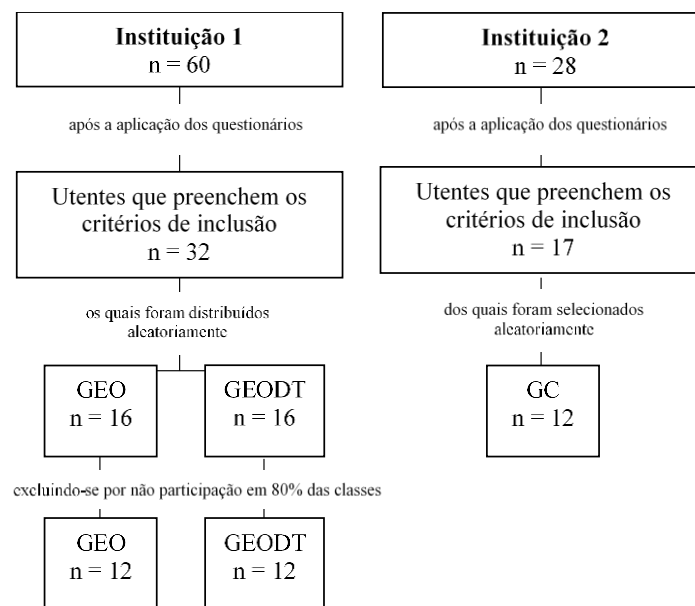 Instituição 1
n = 60
Instituição 2
n = 28
após a aplicação dos questionários
após a aplicação dos questionários
Utentes que preenchem os
critérios de inclusão
n = 32
Utentes que preenchem os
critérios de inclusão
n = 17
os quais foram distribuídos
aleatoriamente
dos quais foram selecionados
aleatoriamente
GEO
n = 16
GEODT
n = 16
GC
n = 12
excluindo-se por não participação em 80% das classes
GEO
n = 12
GEODT
n = 12